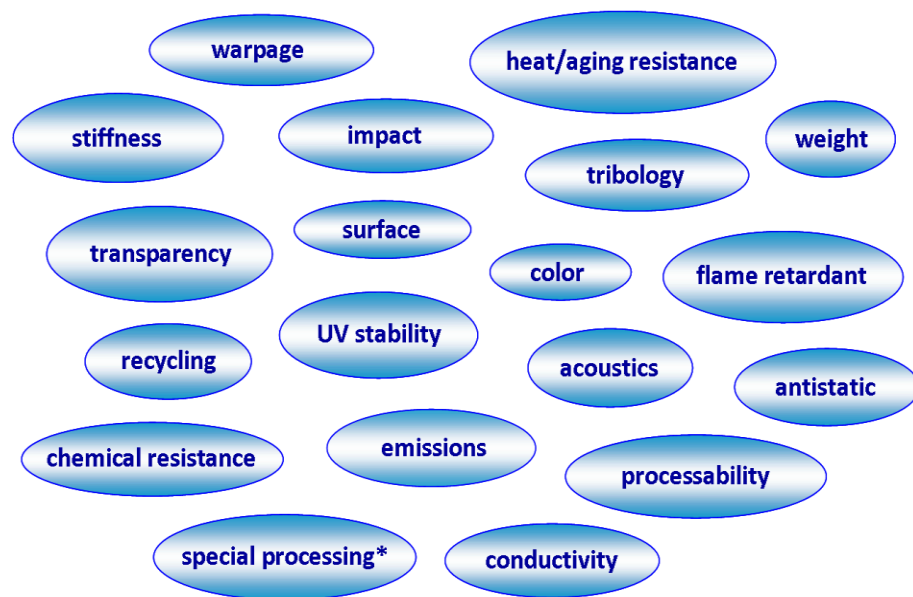 warpage
heat/aging resistance
stiffness
impact
weight
tribology
transparency
surface
color
flame retardant
UV stability
recycling
acoustics
antistatic
chemical resistance
emissions
processability
special processing*
conductivity